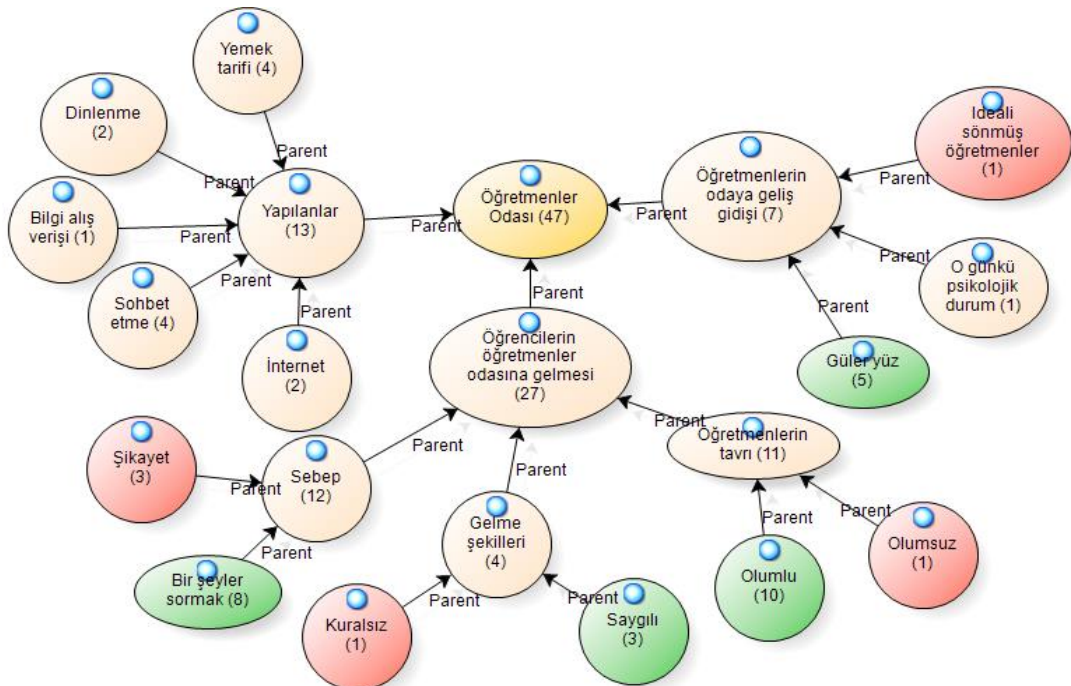 Yemek
tarifi (4)
Dinlenme
(2)
Bilgi alış
verişi (1)
Sohbet
etme (4)
İnternet
(2)
Yapılanlar
(13)
Parent
Parent
Parent
Parent
Parent
Parent
Öğretmenler
Odası (47)
Parent
Öğretmenlerin
odaya geliş
gidişi (7)
Parent
İdeali
sönmüş
öğretmenler
(1)
Parent
O günkü
psikolojik
durum (1)
Parent
Güler yüz
(5)
Parent
Öğrencilerin
öğretmenler
odasına gelmesi
(27)
Parent
Parent
Parent
Şikayet
(3)
Parent
Sebep
(12)
Parent
Bir şeyler
sormak (8)
Gelme
şekilleri
(4)
Parent
Kuralsız
(1)
Parent
Saygılı
(3)
Öğretmenlerin
tavrı (11)
Parent
Parent
Olumlu
(10)
Olumsuz
(1)